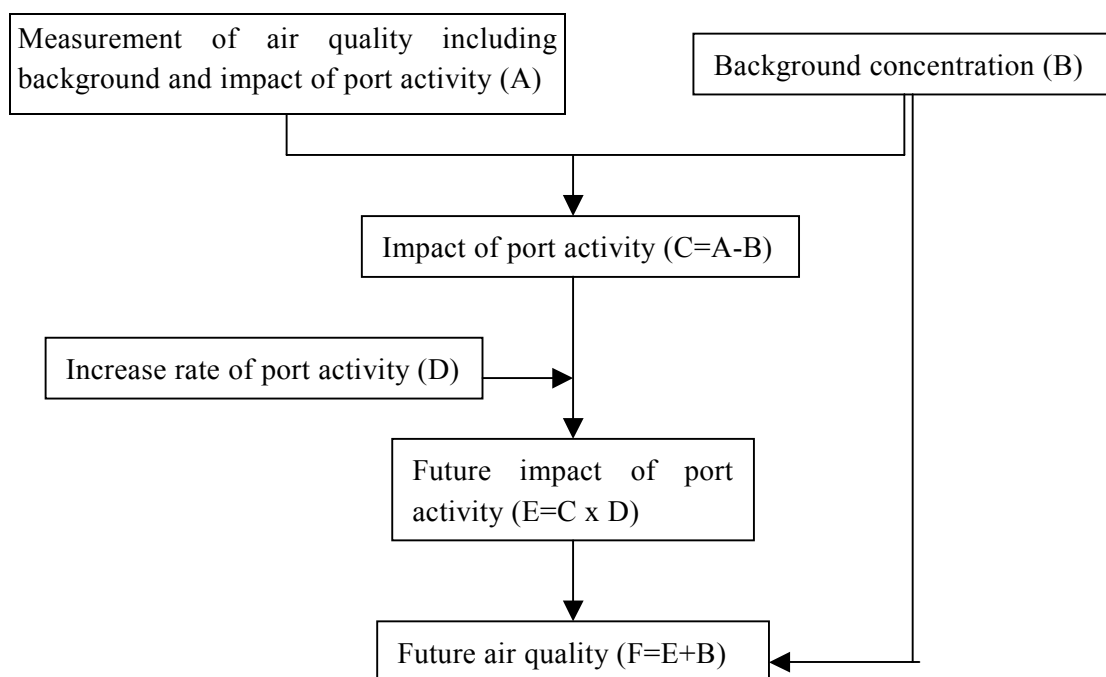 Measurement of air quality including
background and impact of port activity (A)
Background concentration (B)
Impact of port activity (C=A-B)
Increase rate of port activity (D)
Future impact of port
activity (E=C x D)
Future air quality (F=E+B)